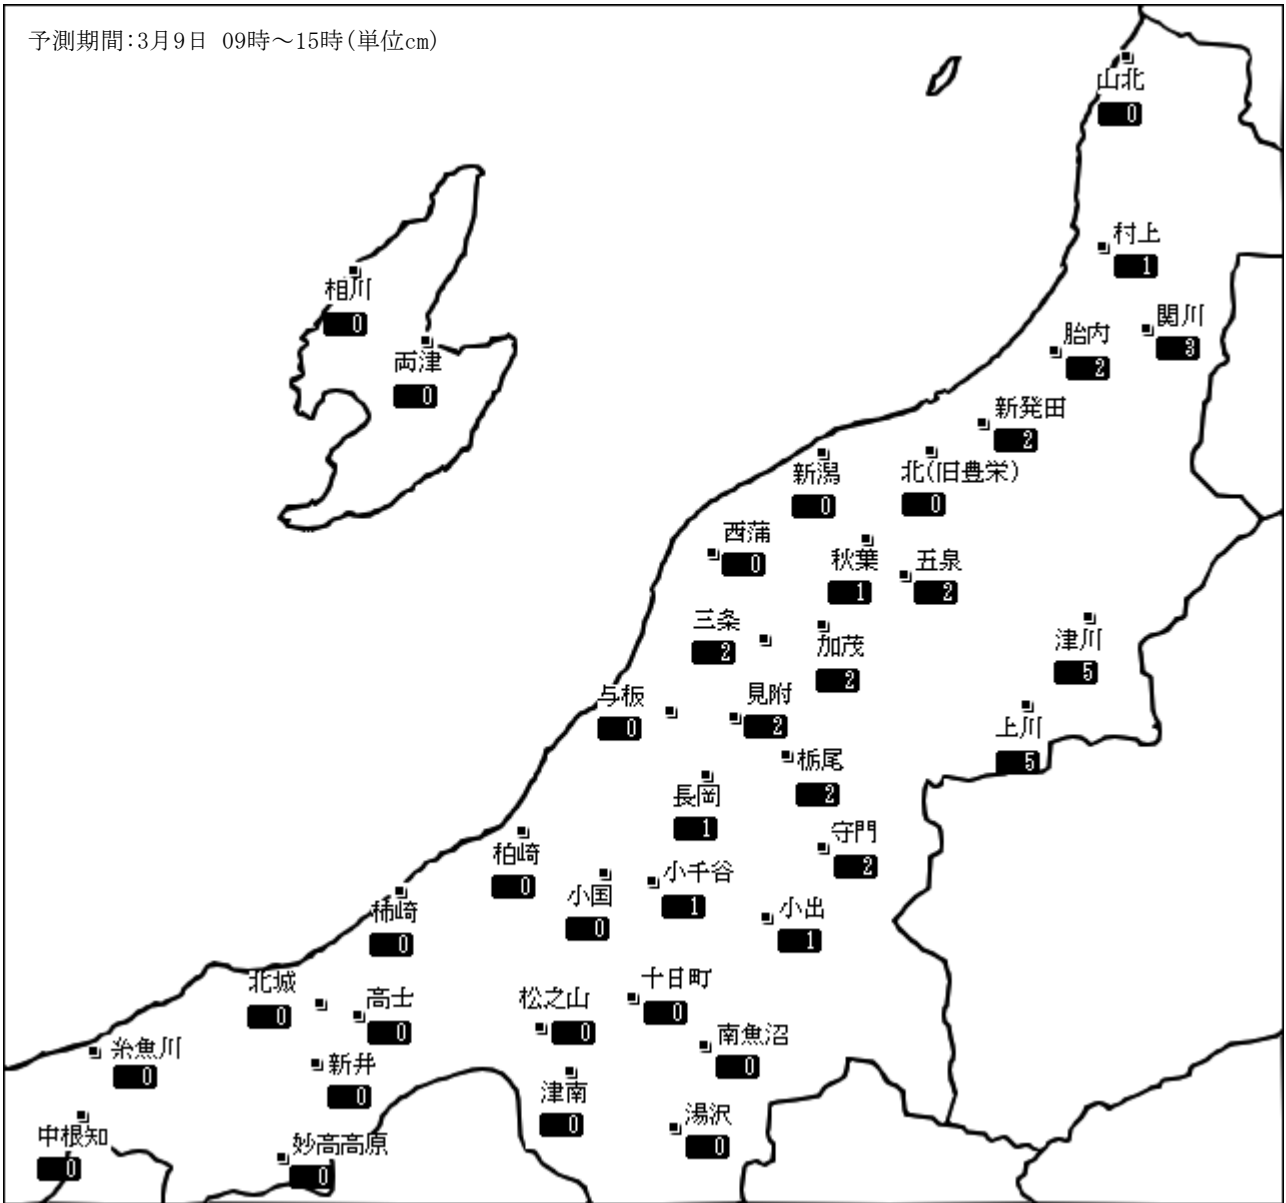 予測期間:3月9日 09時～15時(単位cm)
山北
0
村上
1
相川
0
関川
3
胎内
2
両津
0
新発田
2
新潟
0
北(旧豊栄)
0
西蒲
0
秋葉
1
五泉
2
三条
2
加茂
2
津川
5
与板
0
見附
2
上川
5
栃尾
2
長岡
1
守門
2
柏崎
0
小国
0
小千谷
1
小出
1
柿崎
0
北城
0
高士
0
松之山
0
十日町
0
南魚沼
0
糸魚川
0
新井
0
津南
0
湯沢
0
中根知
0
妙高高原
0